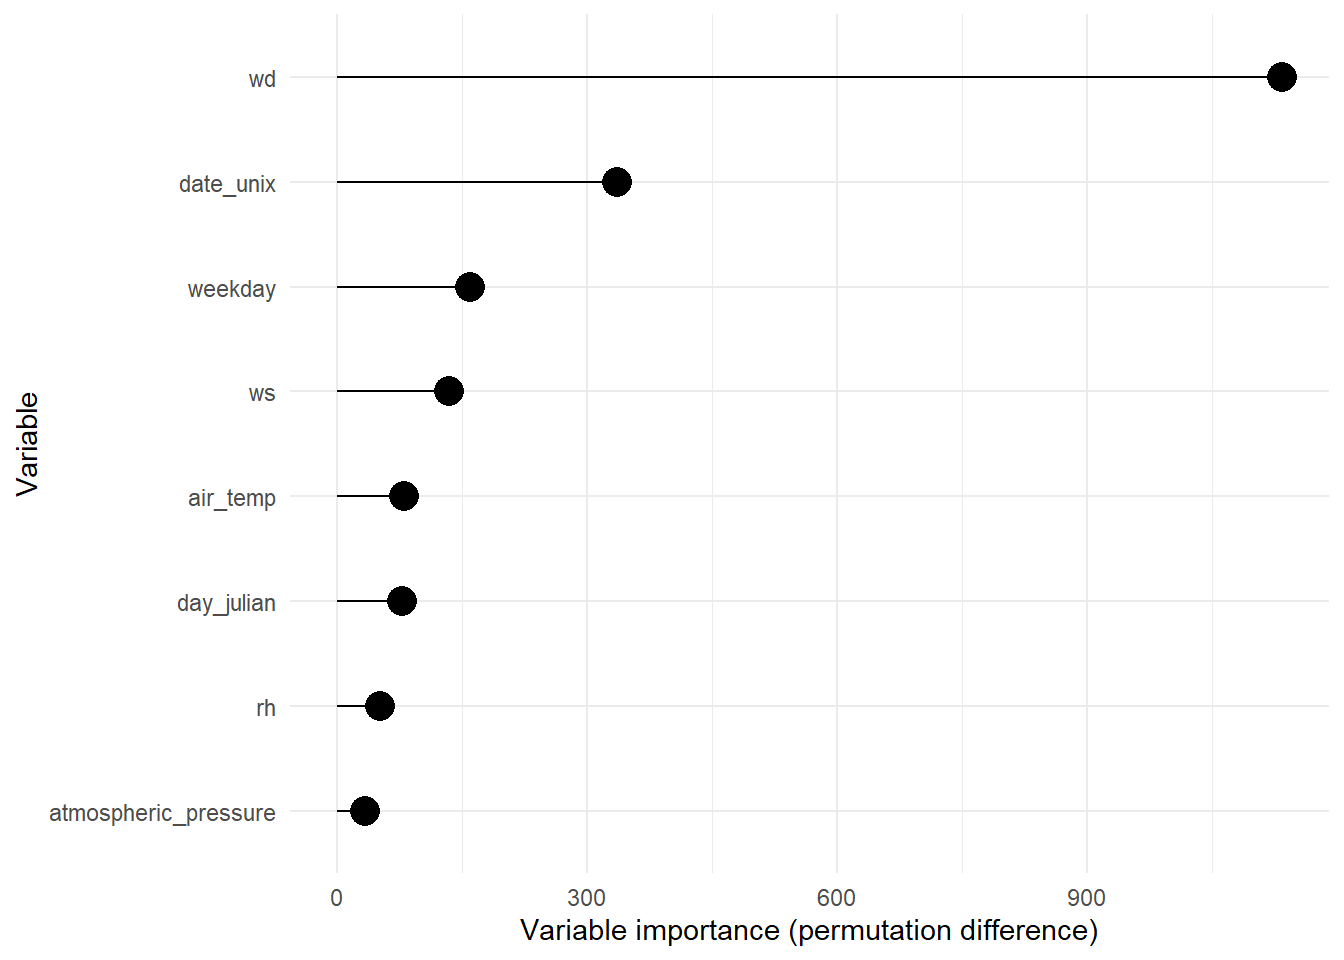 wd
date_unix
weekday
ws
air_temp
day_julian
rh
atmospheric_pressure
Variable
0 300 600 900
Variable importance (permutation difference)